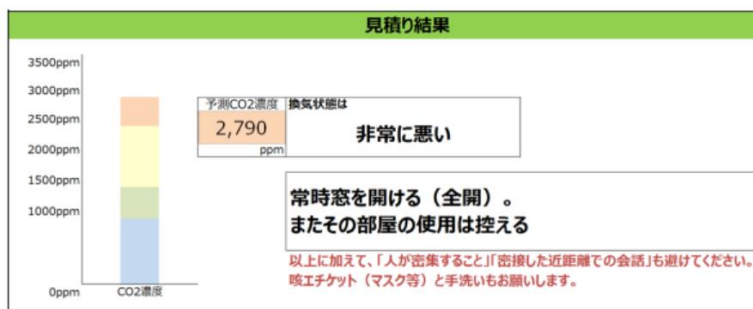 見積り結果
3500ppm
3000ppm
2500ppm
2000ppm
1500ppm
1000ppm
0ppm
CO2濃度
予測CO2濃度
2,790
ppm
換気状態は
非常に悪い
常時窓を開ける（全開）。
またその部屋の使用は控える
以上に加えて、「人が密集すること」「密接した近距離での会話」も避けてください。
咳エチケット（マスク等）と手洗いもお願いします。